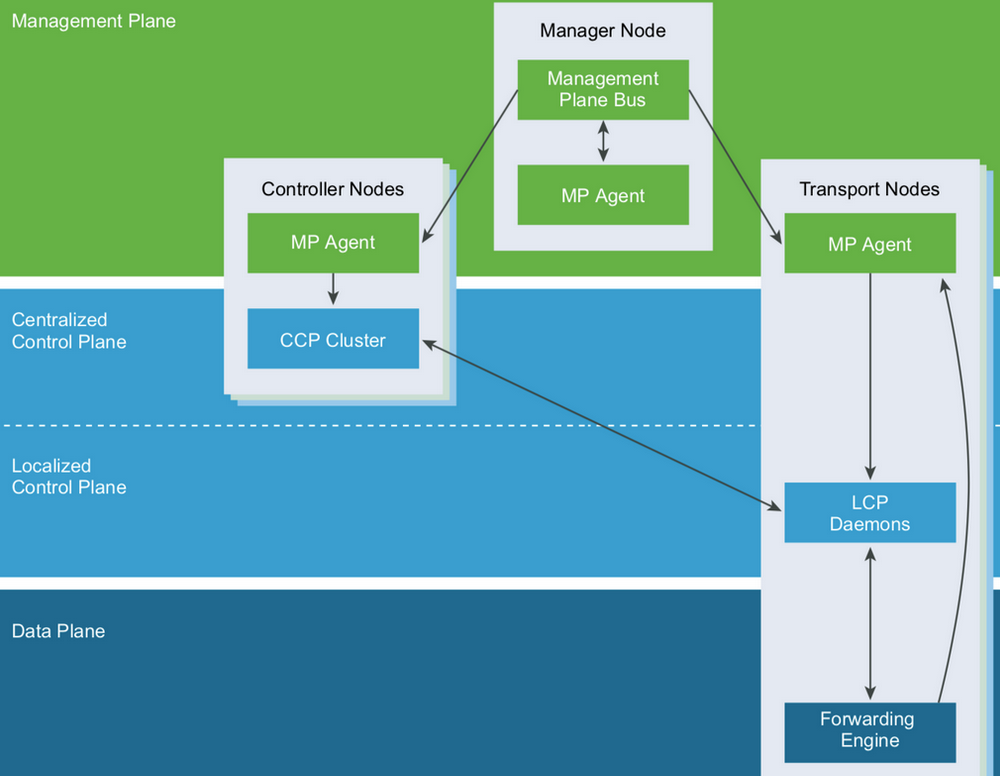 Management Plane
Manager Node
Management
Plane Bus
MP Agent
Controller Nodes
MP Agent
CCP Cluster
Transport Nodes
MP Agent
Centralized
Control Plane
Localized
Control Plane
LCP
Daemons
Data Plane
Forwarding
Engine